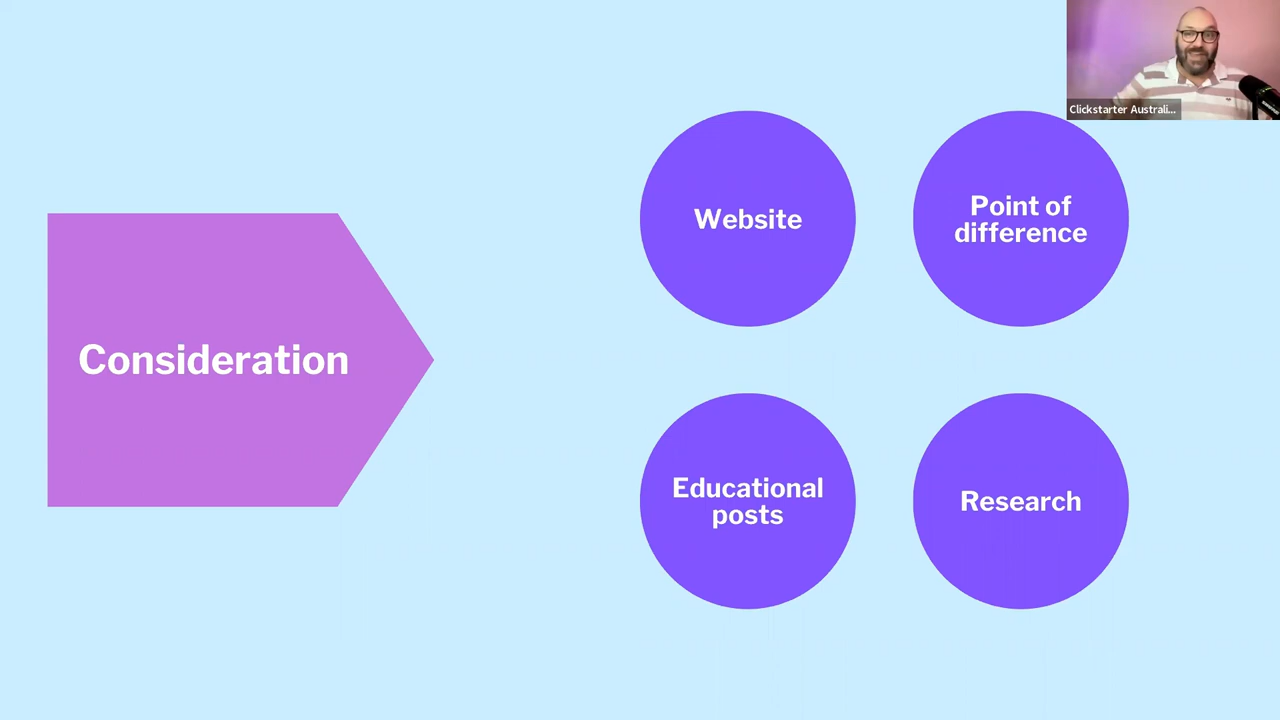 Clickstarter Australi...
Website
Point of
difference
Consideration
Educational
posts
Research